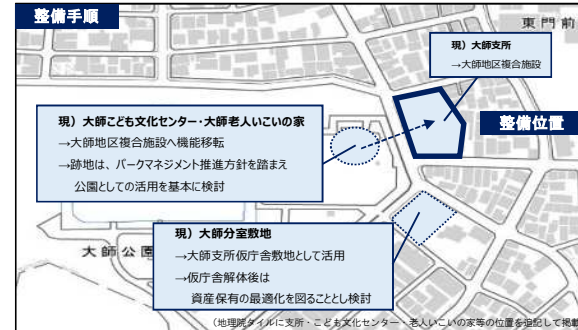 整備手順
東門前
現）大師支所
→大師地区複合施設
整備位置
現）大師こども文化センター・大師老人いこいの家
→大師地区複合施設へ機能移転
→跡地は、パークマネジメント推進方針を踏まえ
公園としての活用を基本に検討
現）大師分室敷地
→大師支所仮庁舎敷地として活用
→仮庁舎解体後は
資産保有の最適化を図ることとし検討
大師公園
（地理院タイルに支所・こども文化センター・老人いこいの家等の位置を追記して掲載